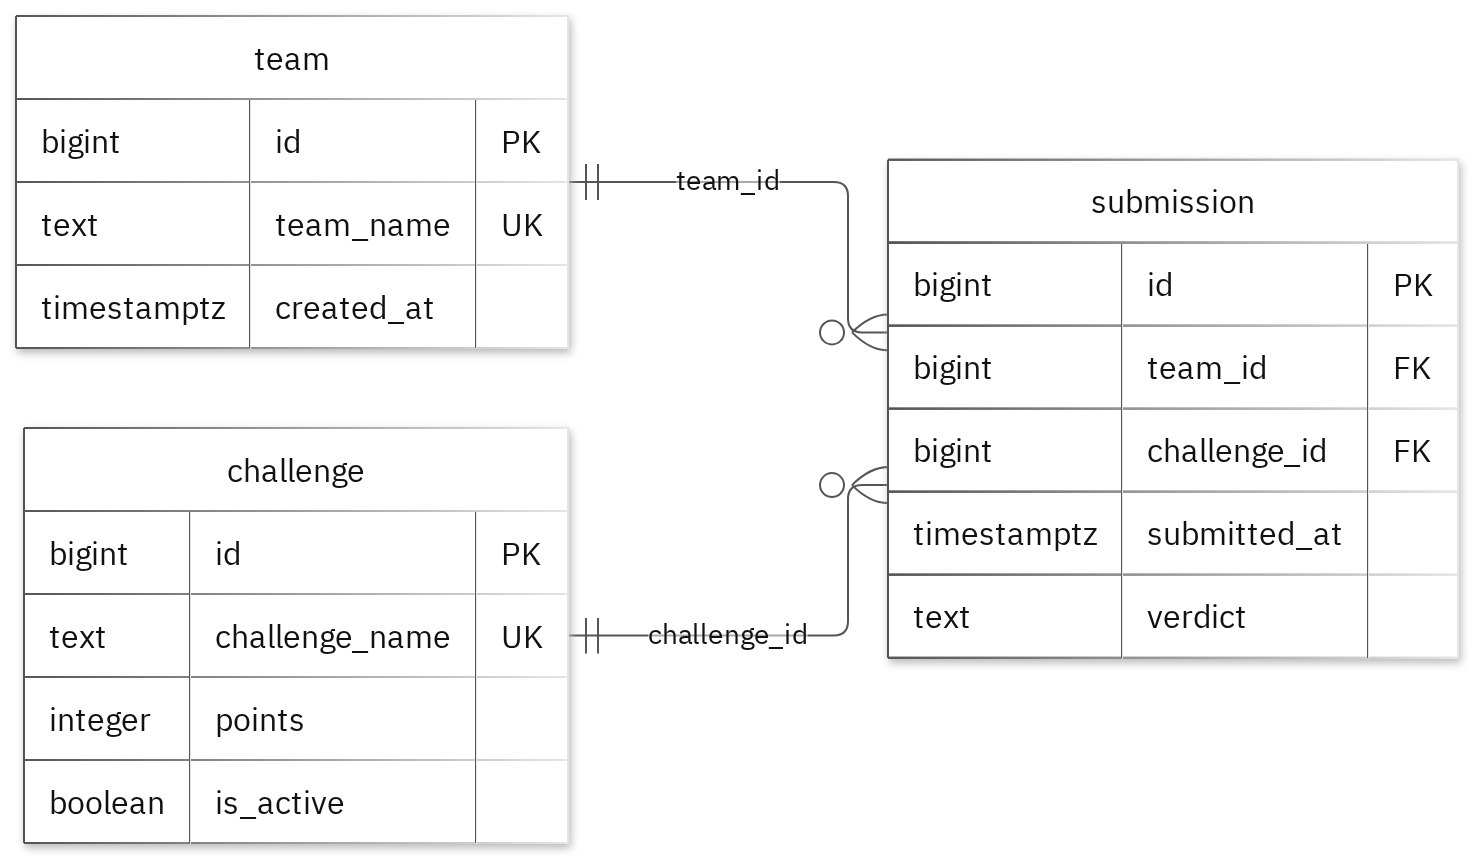 team
bigint id PK
text team_name UK
timestamptz created_at
team_id
submission
bigint id PK
bigint team_id FK
bigint challenge_id FK
timestamptz submitted_at
text verdict
challenge
bigint id PK
text challenge_name UK
integer points
boolean is_active
challenge_id